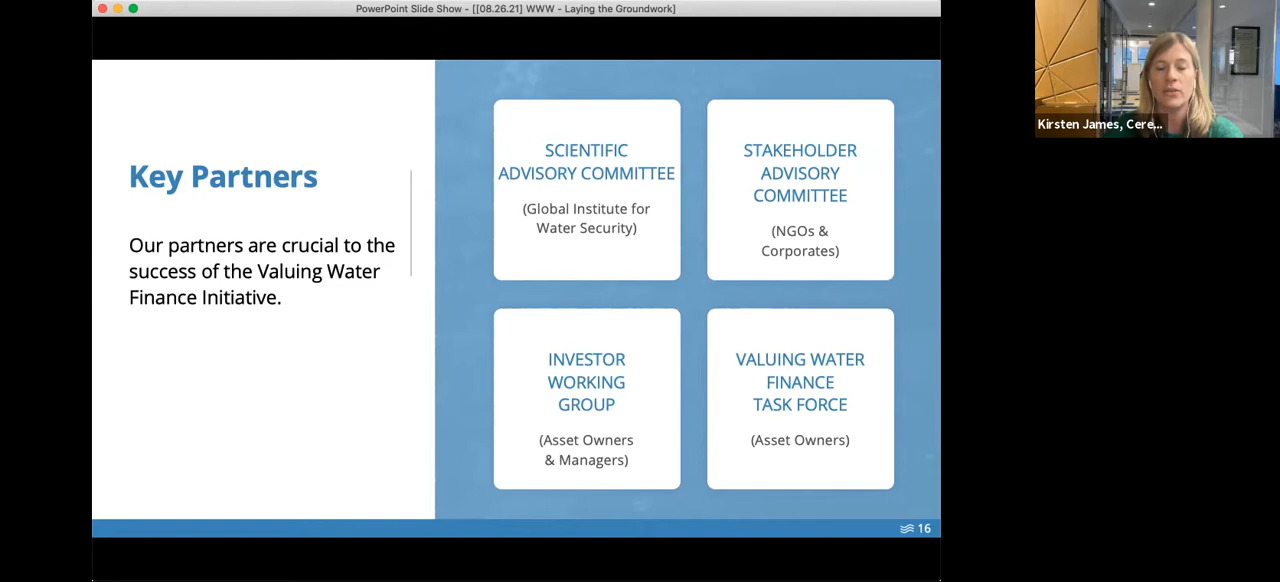 PowerPoint Slide Show - [[08.26.21] WWW - Laying the Groundwork]
Key Partners
Our partners are crucial to the
success of the Valuing Water
Finance Initiative.
SCIENTIFIC
ADVISORY COMMITTEE
(Global Institute for
Water Security)
STAKEHOLDER
ADVISORY
COMMITTEE
(NGOs &
Corporates)
INVESTOR
WORKING
GROUP
(Asset Owners
& Managers)
VALUING WATER
FINANCE
TASK FORCE
(Asset Owners)
16
Kirsten James, Cere...